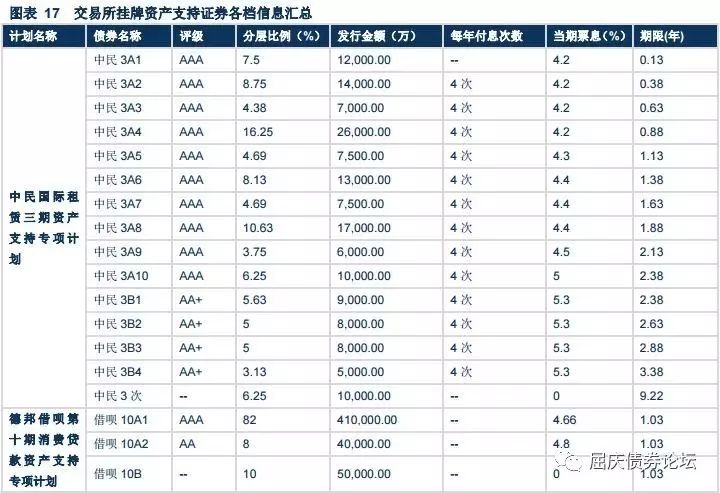 图表 17 交易所挂牌资产支持证券各档信息汇总
计划名称 债券名称 评级 分层比例（%） 发行金额（万） 每年付息次数 当期票息(%) 期限(年)
中民国际租赁三期资产支持专项计划
中民 3A1 AAA 7.5 12,000.00 -- 4.2 0.13
中民 3A2 AAA 8.75 14,000.00 4 次 4.2 0.38
中民 3A3 AAA 4.38 7,000.00 4 次 4.2 0.63
中民 3A4 AAA 16.25 26,000.00 4 次 4.2 0.88
中民 3A5 AAA 4.69 7,500.00 4 次 4.3 1.13
中民 3A6 AAA 8.13 13,000.00 4 次 4.4 1.38
中民 3A7 AAA 4.69 7,500.00 4 次 4.4 1.63
中民 3A8 AAA 10.63 17,000.00 4 次 4.4 1.88
中民 3A9 AAA 3.75 6,000.00 4 次 4.5 2.13
中民 3A10 AAA 6.25 10,000.00 4 次 5 2.38
中民 3B1 AA+ 5.63 9,000.00 4 次 5.3 2.38
中民 3B2 AA+ 5 8,000.00 4 次 5.3 2.63
中民 3B3 AA+ 5 8,000.00 4 次 5.3 2.88
中民 3B4 AA+ 3.13 5,000.00 4 次 5.3 3.38
中民 3 次 -- 6.25 10,000.00 -- 0 9.22
德邦借呗第十期消费贷款资产支持专项计划
借呗 10A1 AAA 82 410,000.00 -- 4.66 1.03
借呗 10A2 AA 8 40,000.00 -- 4.8 1.03
借呗 10B -- 10 50,000.00 -- 0 1.03
屈庆债券论坛